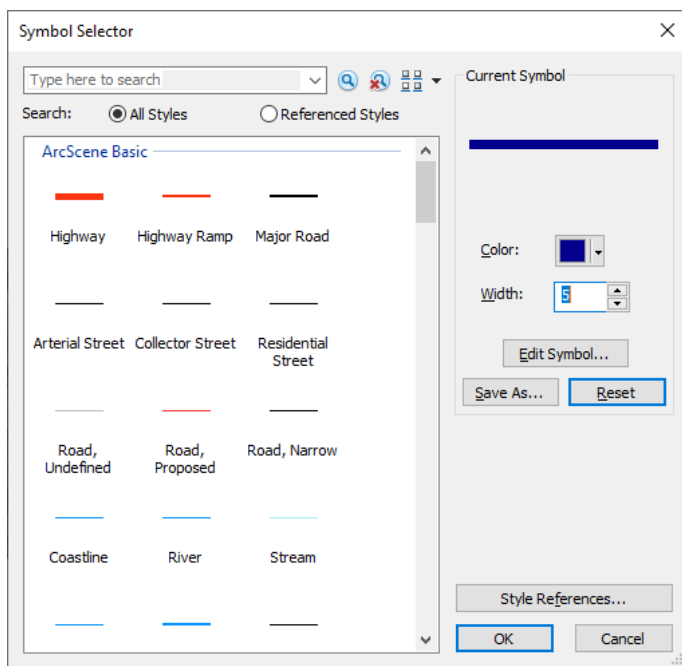 Symbol Selector
Type here to search
Search:
All Styles
Referenced Styles
ArcScene Basic
Highway
Highway Ramp
Major Road
Arterial Street
Collector Street
Residential
Street
Road,
Undefined
Road,
Proposed
Road, Narrow
Coastline
River
Stream
Current Symbol
Color:
Width:
5
Edit Symbol...
Save As...
Reset
Style References...
OK
Cancel